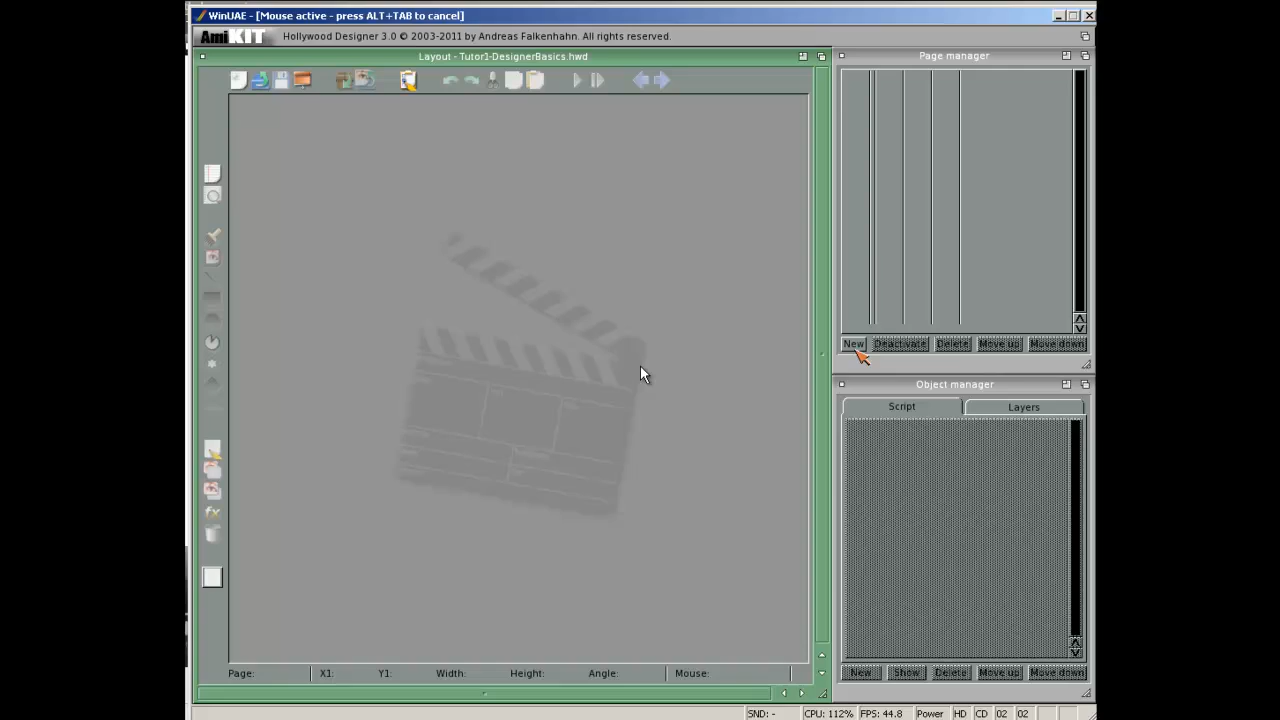 WinUAE - [Mouse active - press ALT+TAB to cancel]
AmiKIT Hollywood Designer 3.0 © 2003-2011 by Andreas Falkenhahn. All rights reserved.
Layout - Tutor1-DesignerBasics.hwd
Page manager
New Deactivate Delete Move up Move down
Object manager
Script Layers
Page: X1: Y1: Width: Height: Angle: Mouse:
New Show Delete Move up Move down
SND: - CPU: 112% FPS: 44.8 Power HD CD 02 02